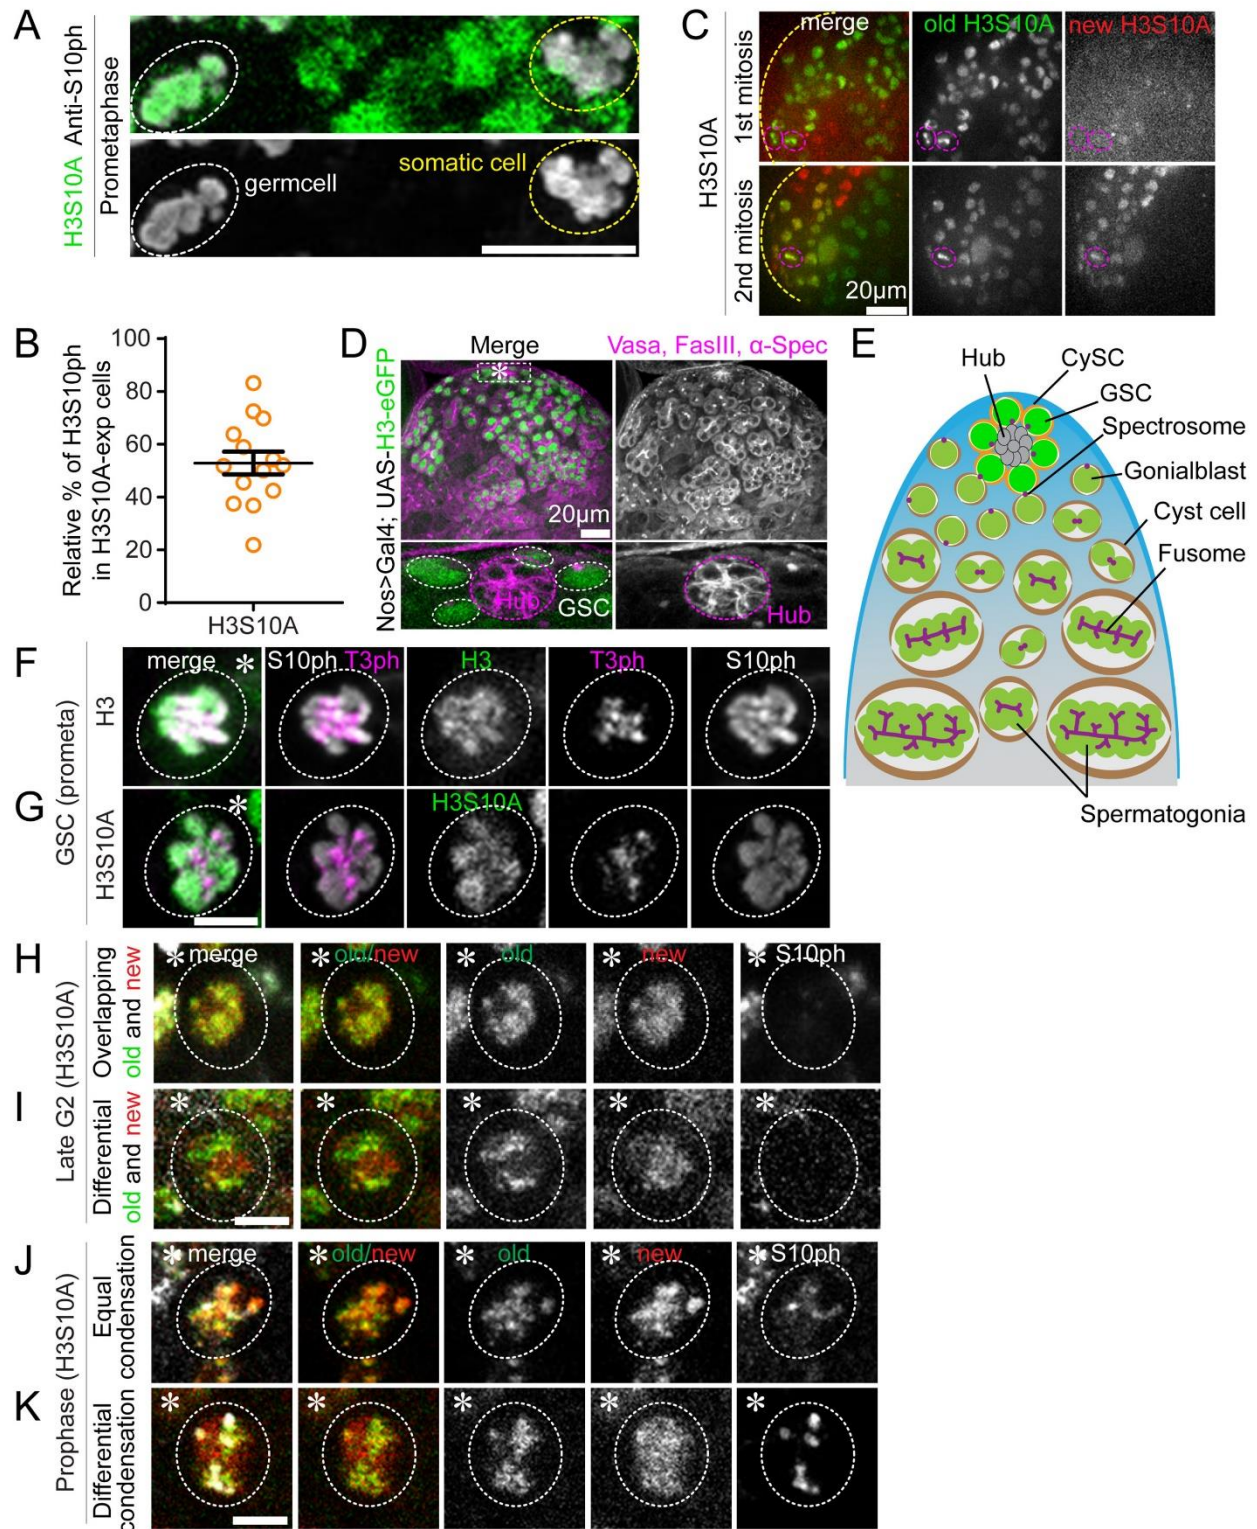 A
H3S10A Anti-S10ph
Prometaphase
germcell
somatic cell
C
merge
old H3S10A
new H3S10A
H3S10A
1st mitosis
2nd mitosis
20μm
B
Relative % of H3S10ph
in H3S10A-exp cells
100
80
60
40
20
0
H3S10A
D
Nos>Gal4; UAS-H3-eGFP
Merge
Vasa, FasIII, α-Spec
*
20μm
Hub
GSC
Hub
E
Hub
CySC
GSC
Spectrosome
Gonialblast
Cyst cell
Fusome
Spermatogonia
GSC (prometa)
F
H3
merge
*
S10ph T3ph
H3
T3ph
S10ph
G
H3S10A
*
H3S10A
Late G2 (H3S10A)
H
Overlapping
old and new
* merge
* old/new
* old
* new
* S10ph
I
Differential
old and new
* * * * *
Prophase (H3S10A)
J
Equal
condensation
* merge
* old/new
* old
* new
* S10ph
K
Differential
condensation
* * * * *